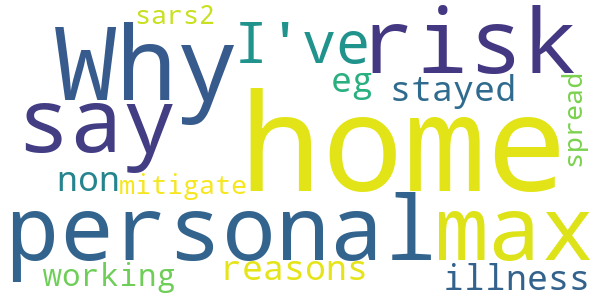 sars2
Why I've risk
say eg stayed
home spread
non mitigate
personal max
working reasons illness